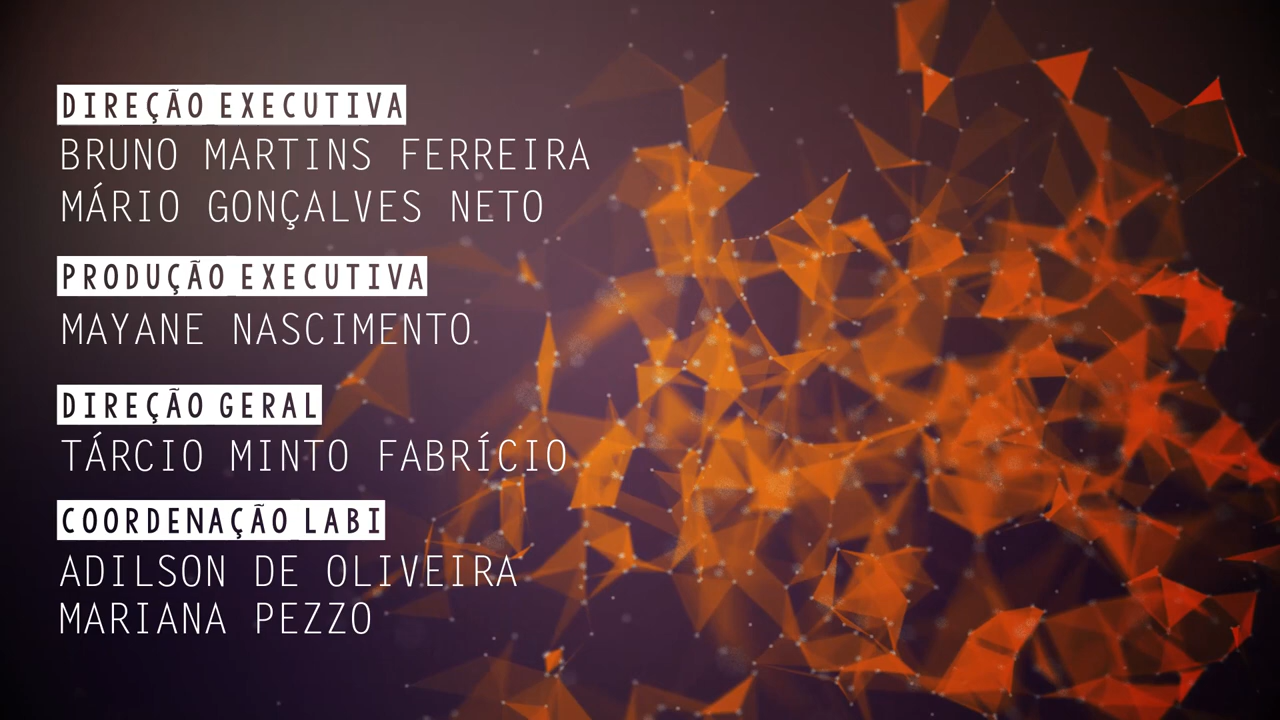 DIREÇÃO EXECUTIVA
BRUNO MARTINS FERREIRA
MÁRIO GONÇALVES NETO
PRODUÇÃO EXECUTIVA
MAYANE NASCIMENTO
DIREÇÃO GERAL
TÁRCIO MINTO FABRÍCIO
COORDENAÇÃO LABI
ADILSON DE OLIVEIRA
MARIANA PEZZO